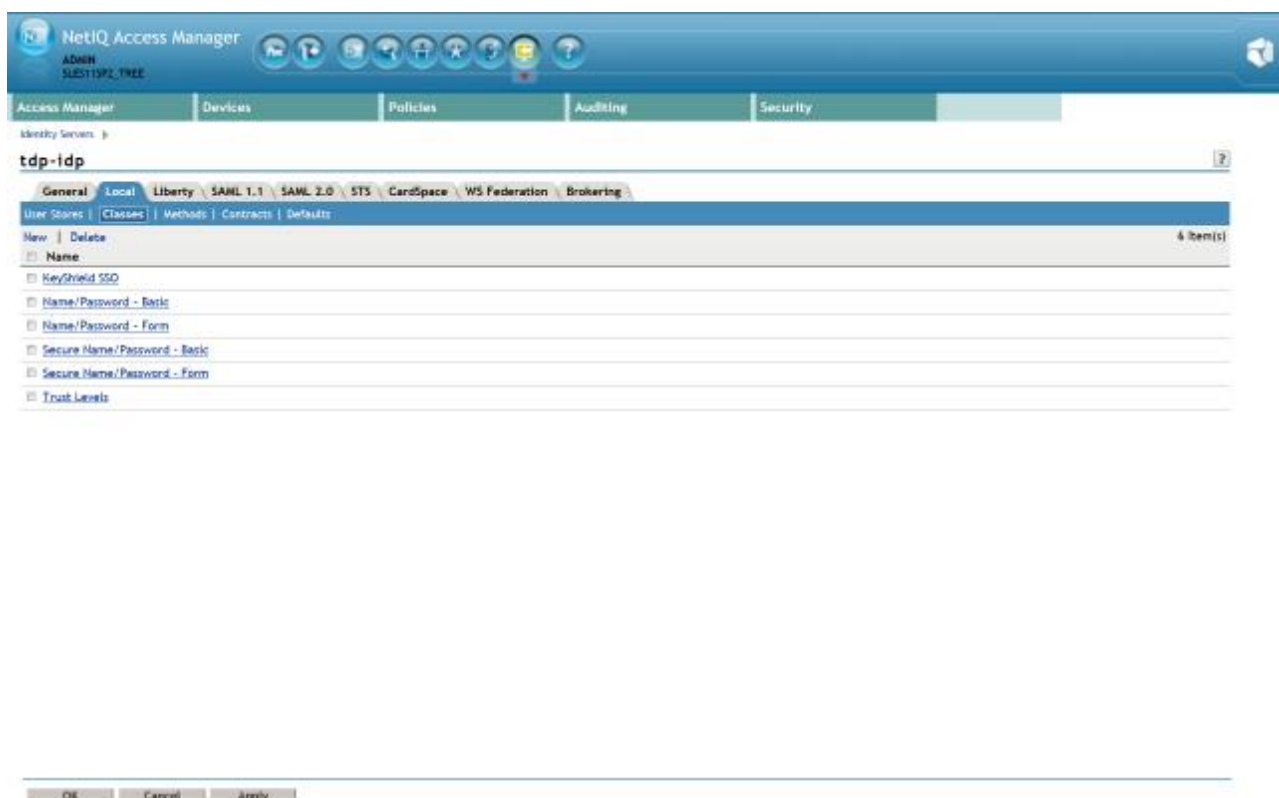 NetIQ Access Manager
ADMIN
SLES11SP2_TREE
Access Manager Devices Policies Auditing Security
Identity Servers
tdp-idp ?
General Local Liberty SAML 1.1 SAML 2.0 STS CardSpace WS Federation Brokering
User Stores | Classes | Methods | Contracts | Defaults
New | Delete 6 Item(s)
Name
KeyShield SSO
Name/Password - Basic
Name/Password - Form
Secure Name/Password - Basic
Secure Name/Password - Form
Trust Levels
OK Cancel Apply